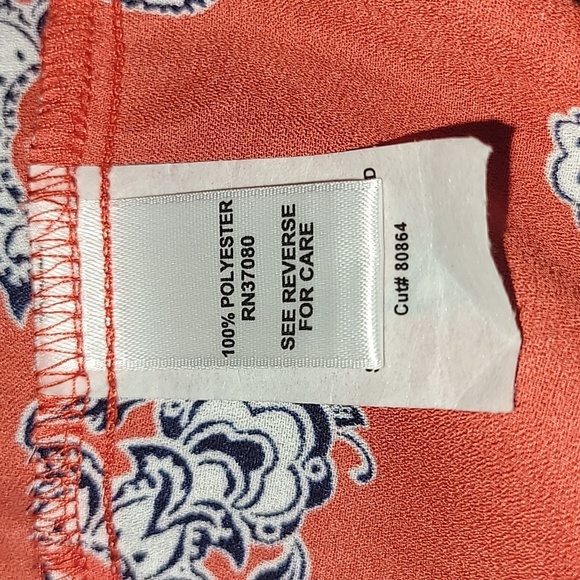 100% POLYESTER
RN37080
SEE REVERSE
FOR CARE
Cut# 80864